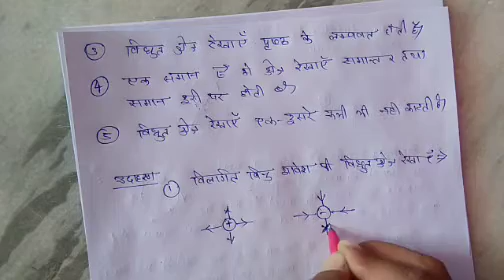 ③ विद्युत क्षेत्र रेखाएँ पृष्ठ के लम्बवत होती है
④ एक समान में क्षेत्र रेखाएँ समान्तर तथा
समान दुरी पर होती है
⑤ विद्युत क्षेत्र रेखाएँ एक-दुसरे कभी भी नही काटती है
उदाहरण ① विलगित बिन्दु आवेश की विद्युत क्षेत्र रेखा है⇒
+ -